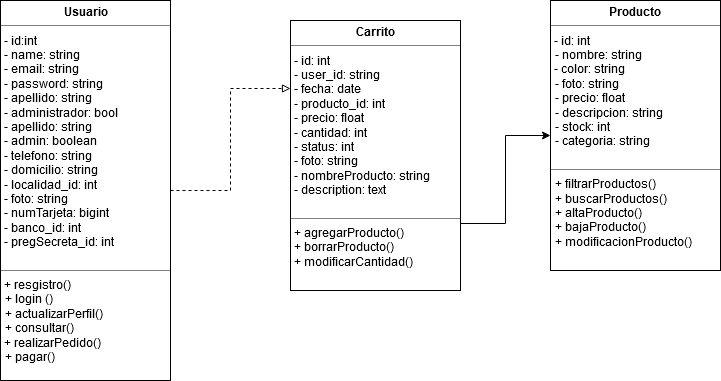 Usuario
- id:int
- name: string
- email: string
- password: string
- apellido: string
- administrador: bool
- apellido: string
- admin: boolean
- telefono: string
- domicilio: string
- localidad_id: int
- foto: string
- numTarjeta: bigint
- banco_id: int
- pregSecreta_id: int
+ resgistro()
+ login ()
+ actualizarPerfil()
+ consultar()
+ realizarPedido()
+ pagar()
Carrito
- id: int
- user_id: string
- fecha: date
- producto_id: int
- precio: float
- cantidad: int
- status: int
- foto: string
- nombreProducto: string
- description: text
+ agregarProducto()
+ borrarProducto()
+ modificarCantidad()
Producto
- id: int
- nombre: string
- color: string
- foto: string
- precio: float
- descripcion: string
- stock: int
- categoria: string
+ filtrarProductos()
+ buscarProductos()
+ altaProducto()
+ bajaProducto()
+ modificacionProducto()